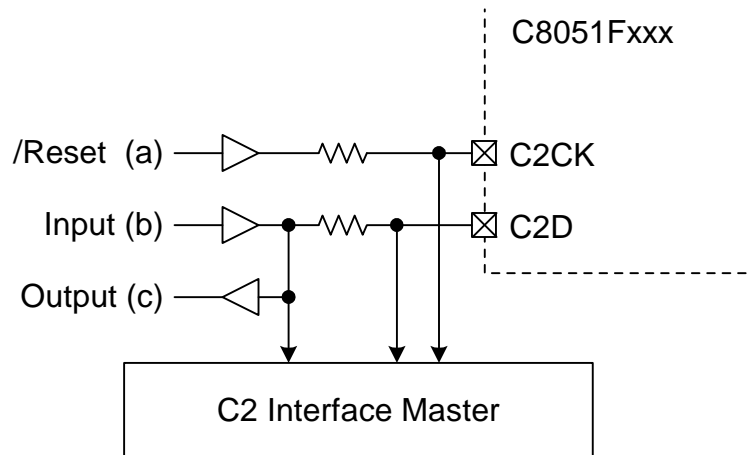 C8051Fxxx
/Reset (a)
C2CK
Input (b)
C2D
Output (c)
C2 Interface Master